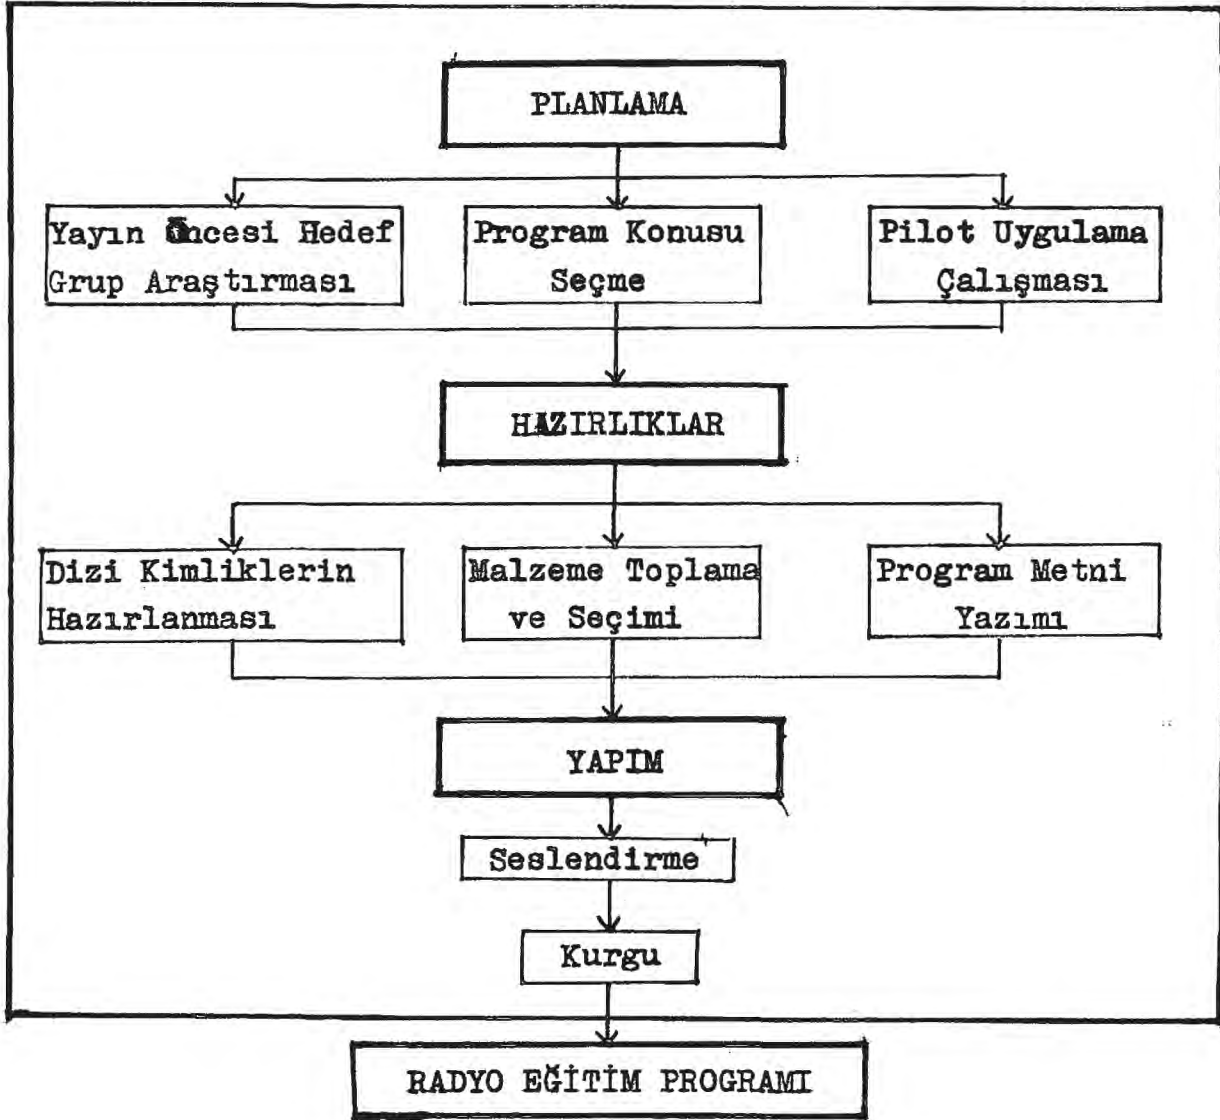 PLANLAMA
Yayın Öncesi Hedef
Grup Araştırması
Program Konusu
Seçme
Pilot Uygulama
Çalışması
HAZIRLIKLAR
Dizi Kimliklerin
Hazırlanması
Malzeme Toplama
ve Seçimi
Program Metni
Yazımı
YAPIM
Seslendirme
Kurgu
RADYO EĞİTİM PROGRAMI